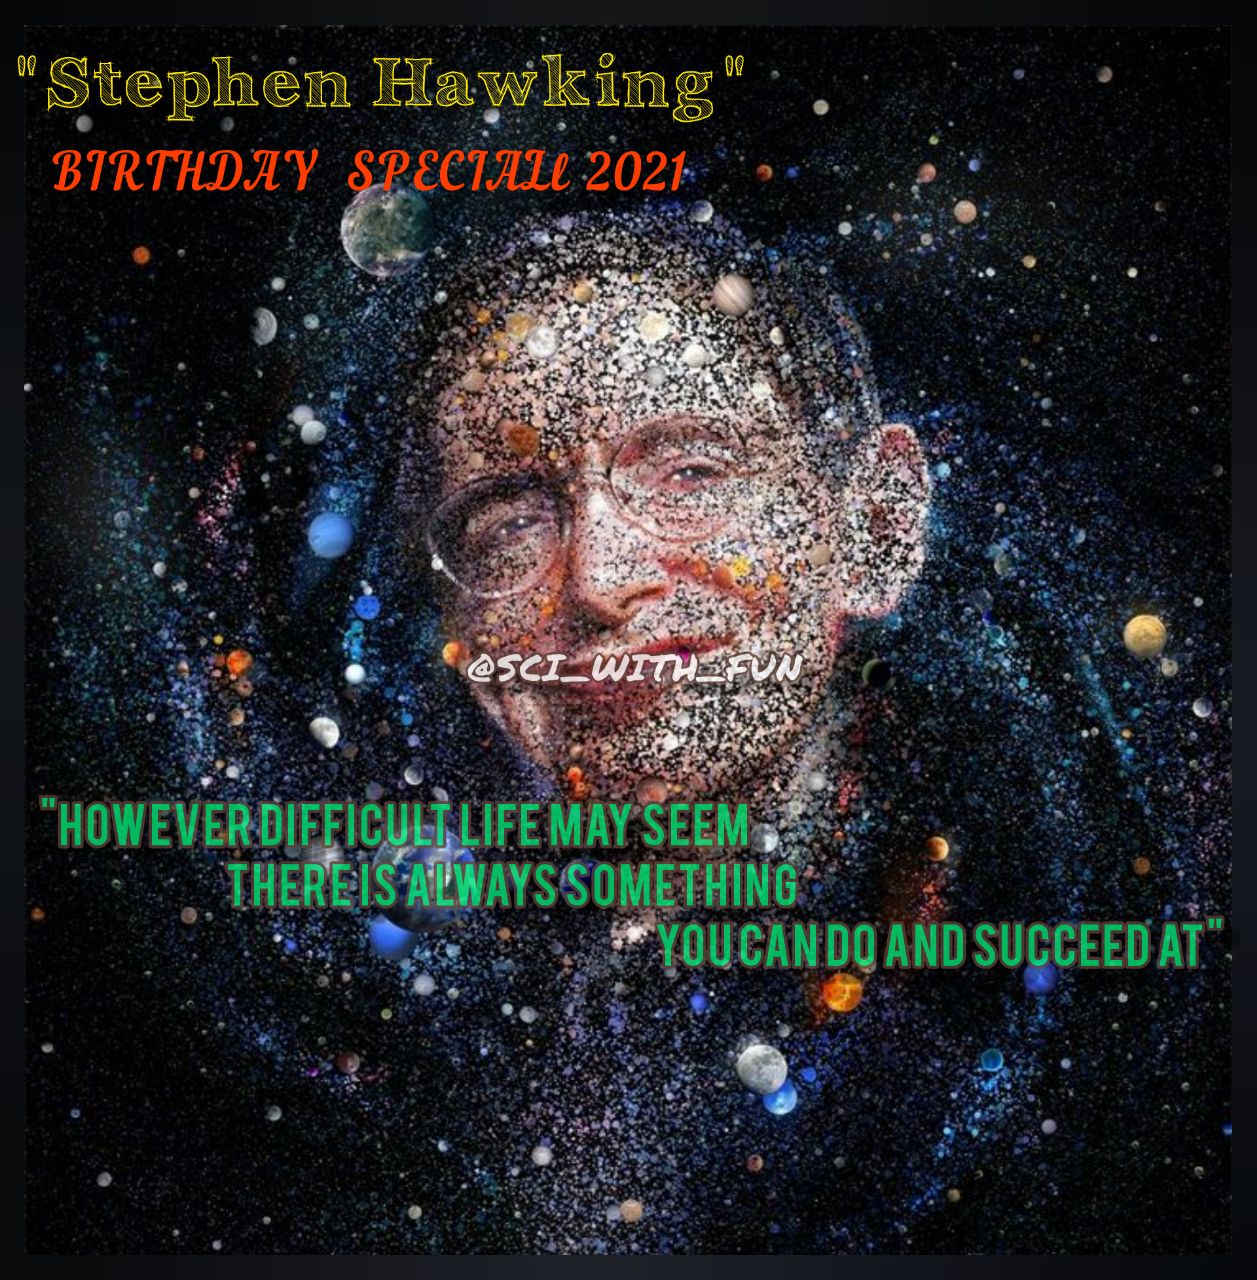 "Stephen Hawking"
BIRTHDAY SPECIALl 2021
@SCI_WITH_FUN
"HOWEVER DIFFICULT LIFE MAY SEEM
THERE IS ALWAYS SOMETHING
YOU CAN DO AND SUCCEED AT"